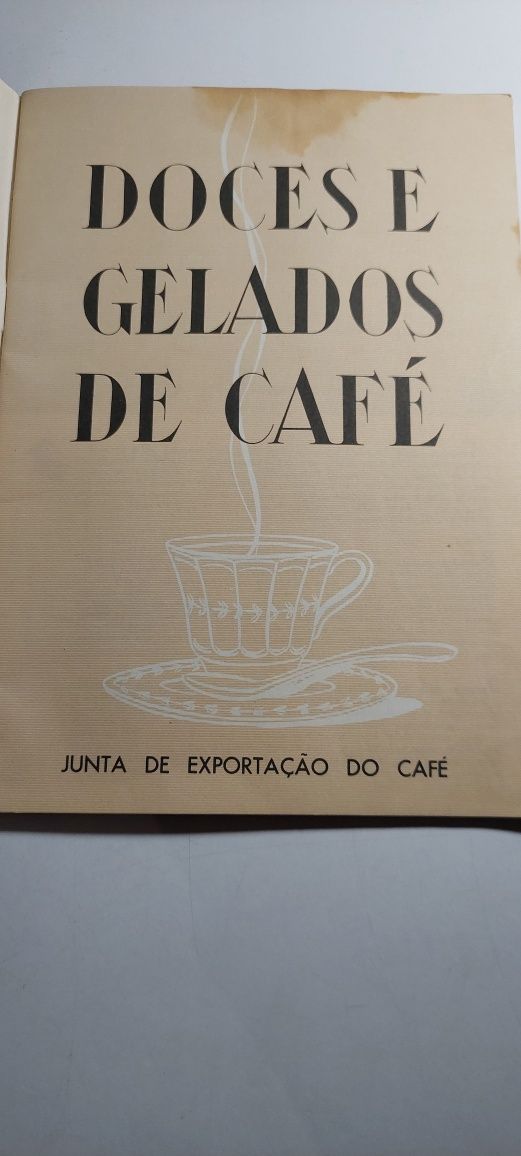 DOCES E
GELADOS
DE CAFÉ
JUNTA DE EXPORTAÇÃO DO CAFÉ